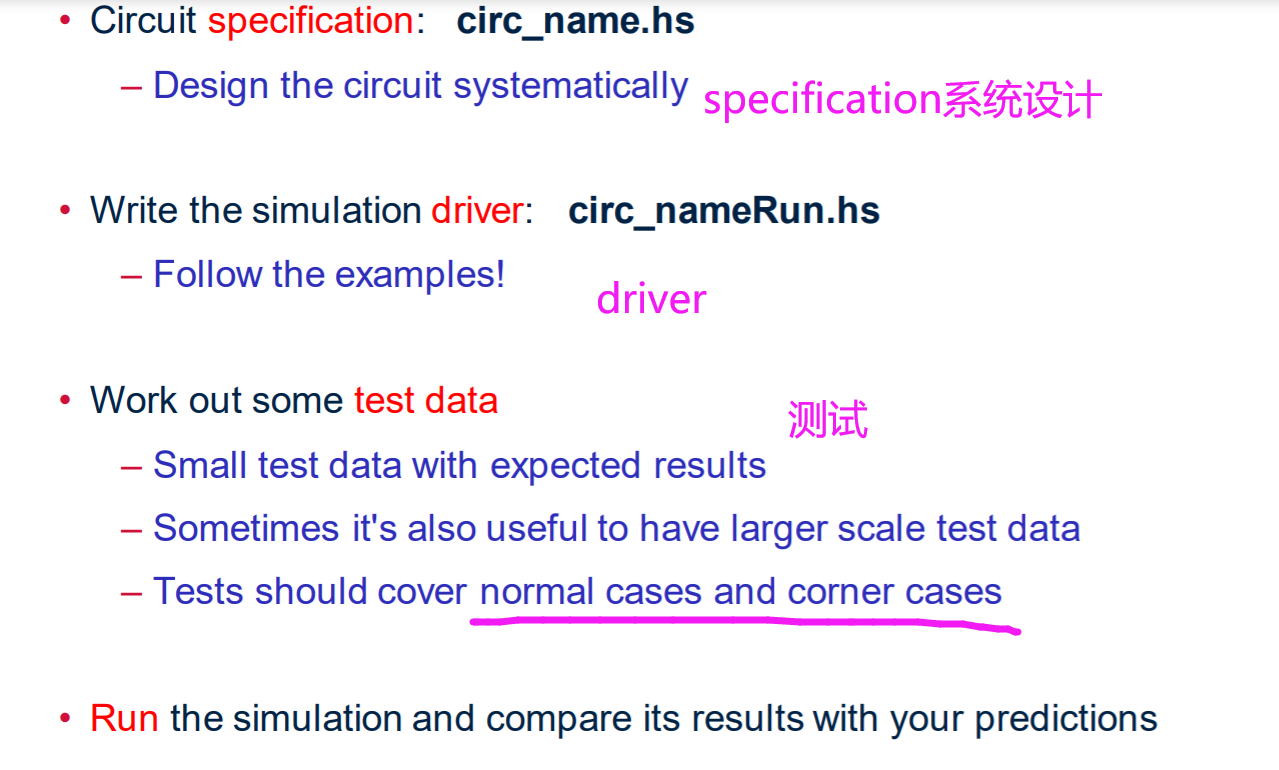 • Circuit specification: circ_name.hs
– Design the circuit systematically
specification系统设计
• Write the simulation driver: circ_nameRun.hs
– Follow the examples!
driver
• Work out some test data
测试
– Small test data with expected results
– Sometimes it's also useful to have larger scale test data
– Tests should cover normal cases and corner cases
• Run the simulation and compare its results with your predictions